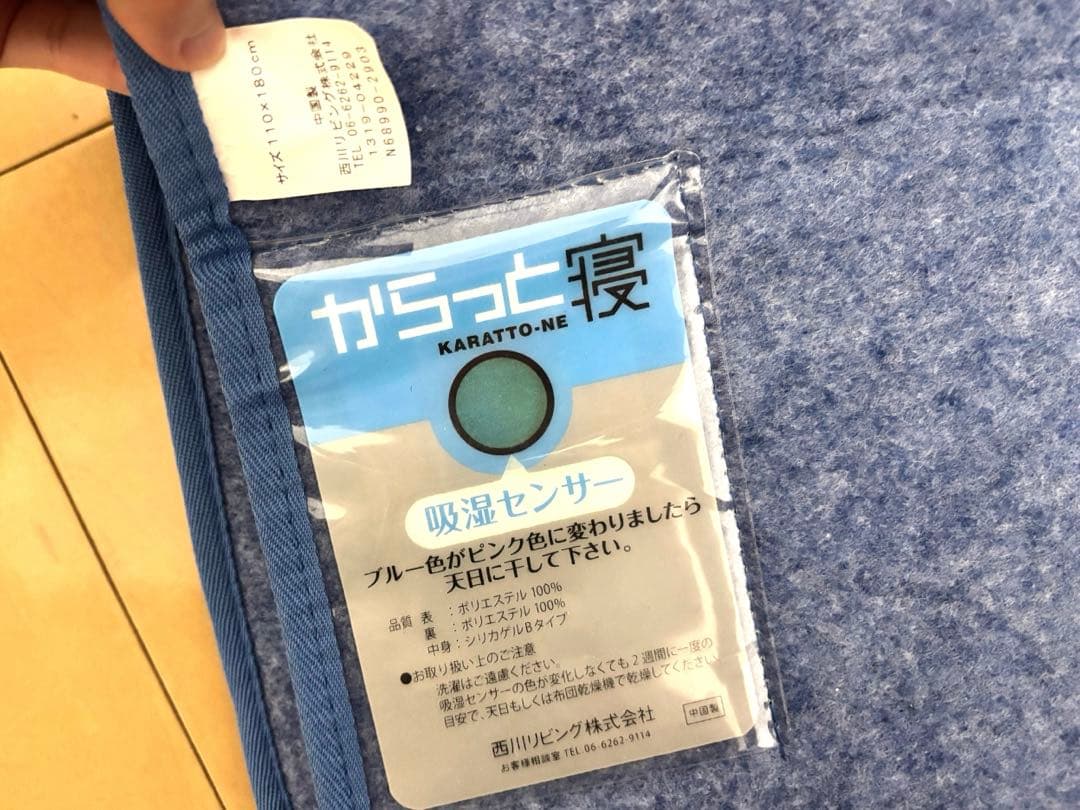 サイズ 110×180cm
中国製
西川リビング株式会社
TEL 06-6262-9114
1319-04229
N68990-2903
からっと寝
KARATTO-NE
吸湿センサー
ブルー色がピンク色に変わりましたら
天日に干して下さい。
品質 表 : ポリエステル 100%
裏 : ポリエステル 100%
中身 : シリカゲルBタイプ
●お取り扱い上のご注意
洗濯はご遠慮ください。
吸湿センサーの色が変化しなくても2週間に一度の
目安で、天日もしくは布団乾燥機で乾燥してください。
西川リビング株式会社
中国製
お客様相談室 TEL 06-6262-9114